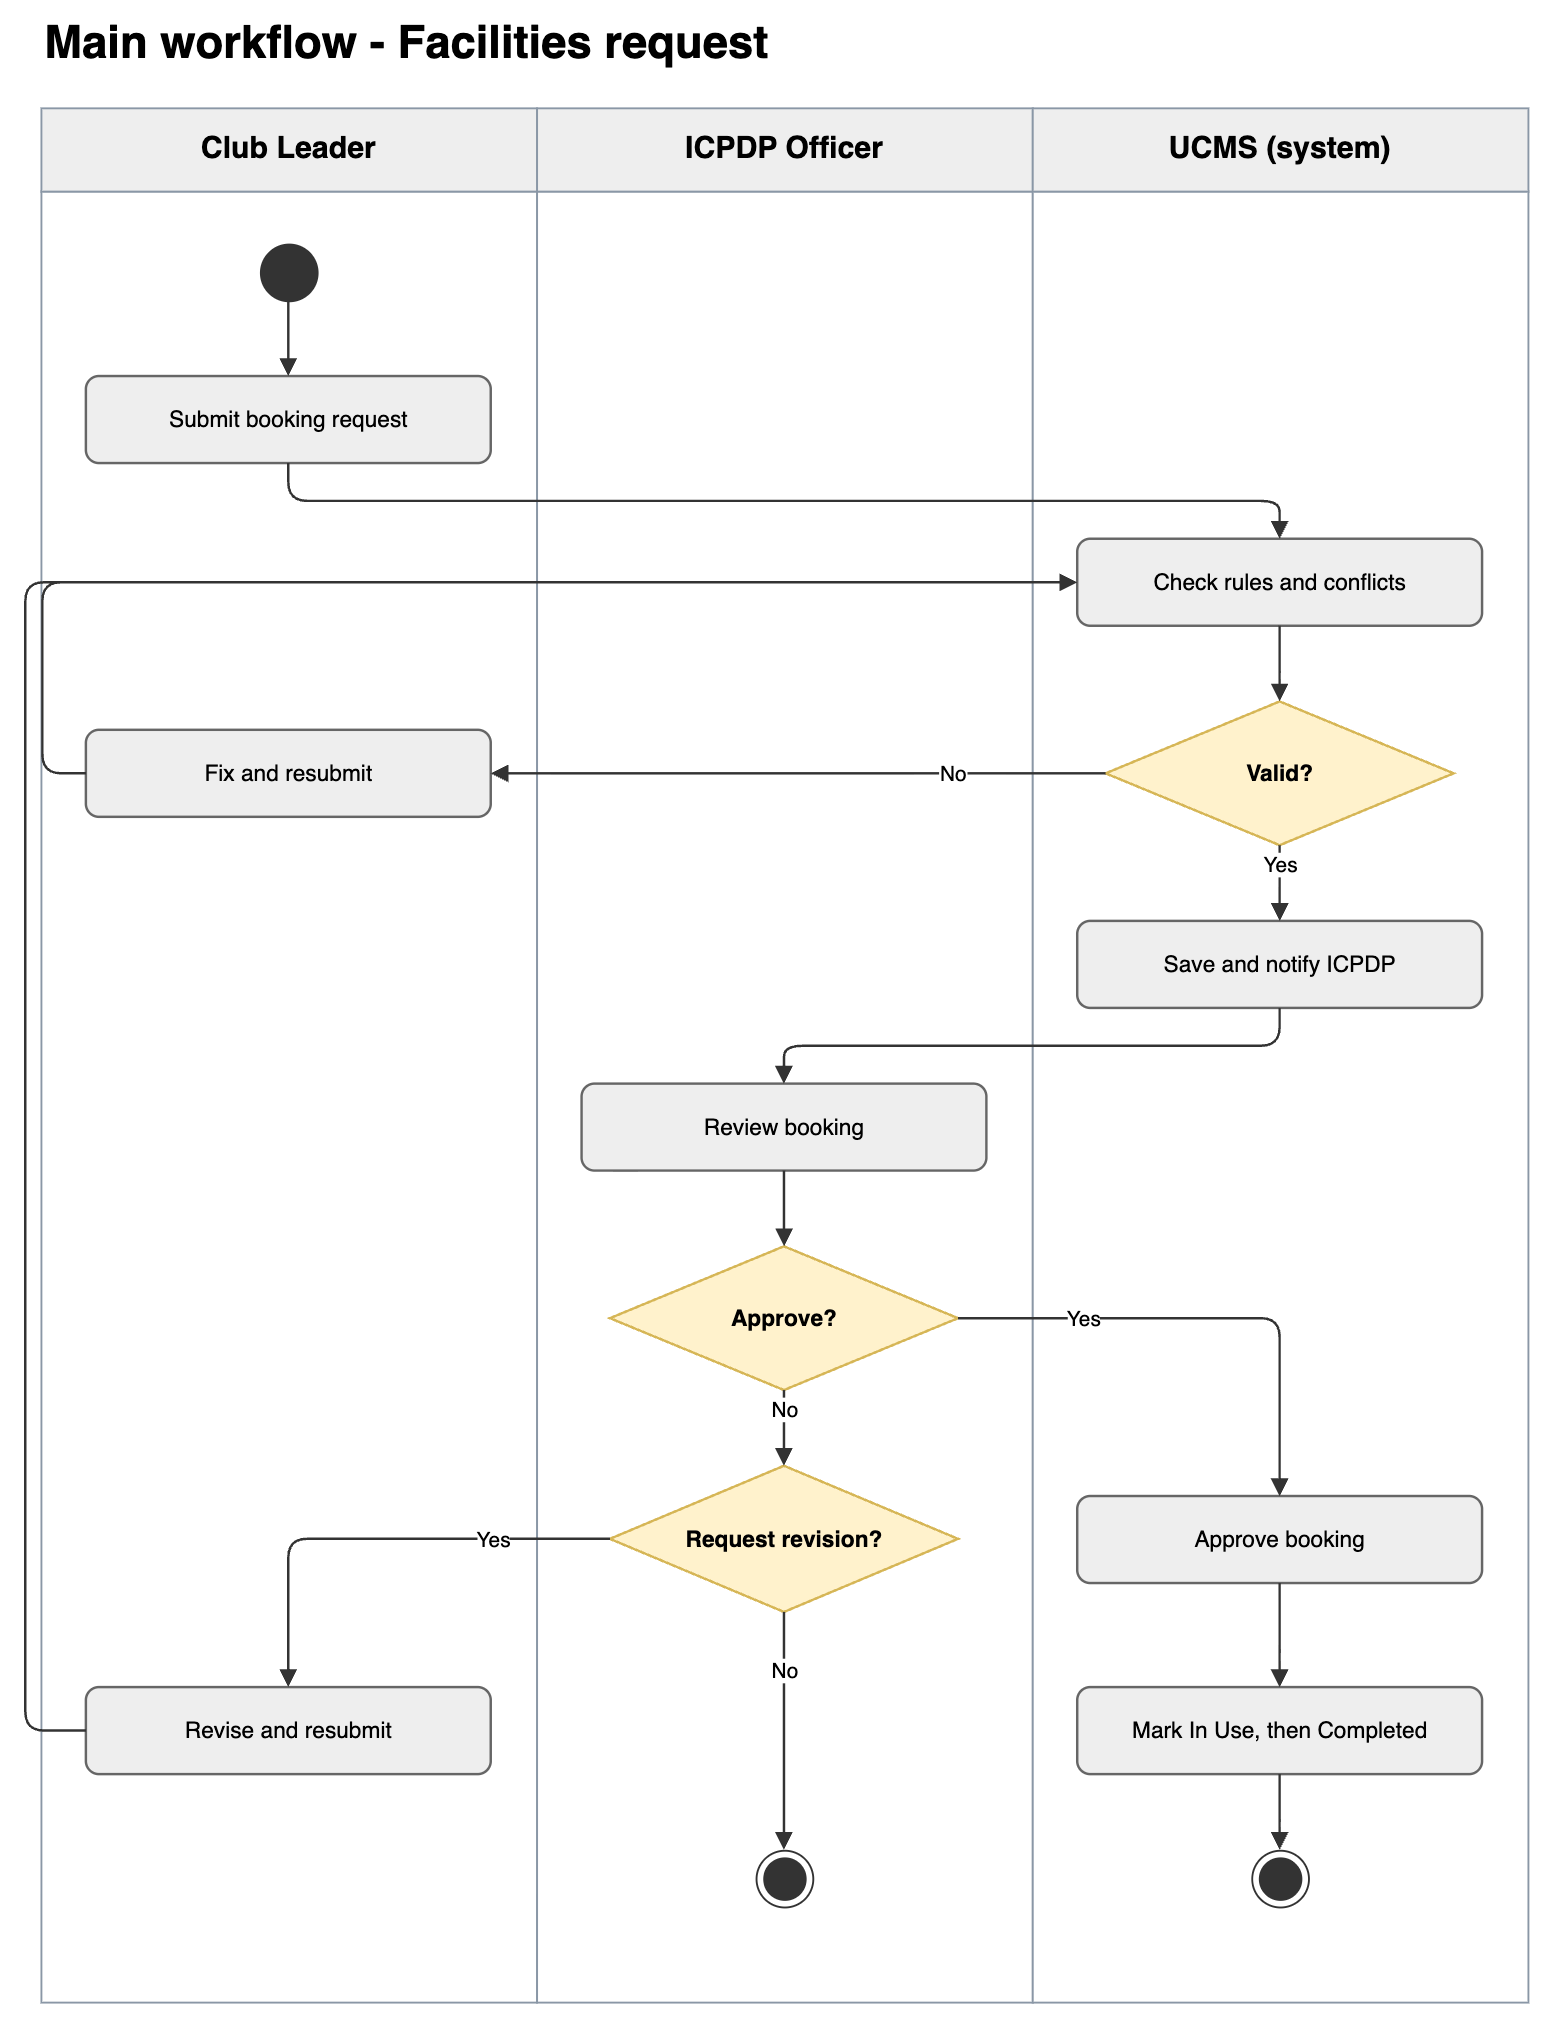 Main workflow - Facilities request
Club Leader
ICPDP Officer
UCMS (system)
Submit booking request
Check rules and conflicts
Fix and resubmit
No
Valid?
Yes
Save and notify ICPDP
Review booking
Approve?
Yes
No
Yes
Request revision?
Approve booking
No
Revise and resubmit
Mark In Use, then Completed